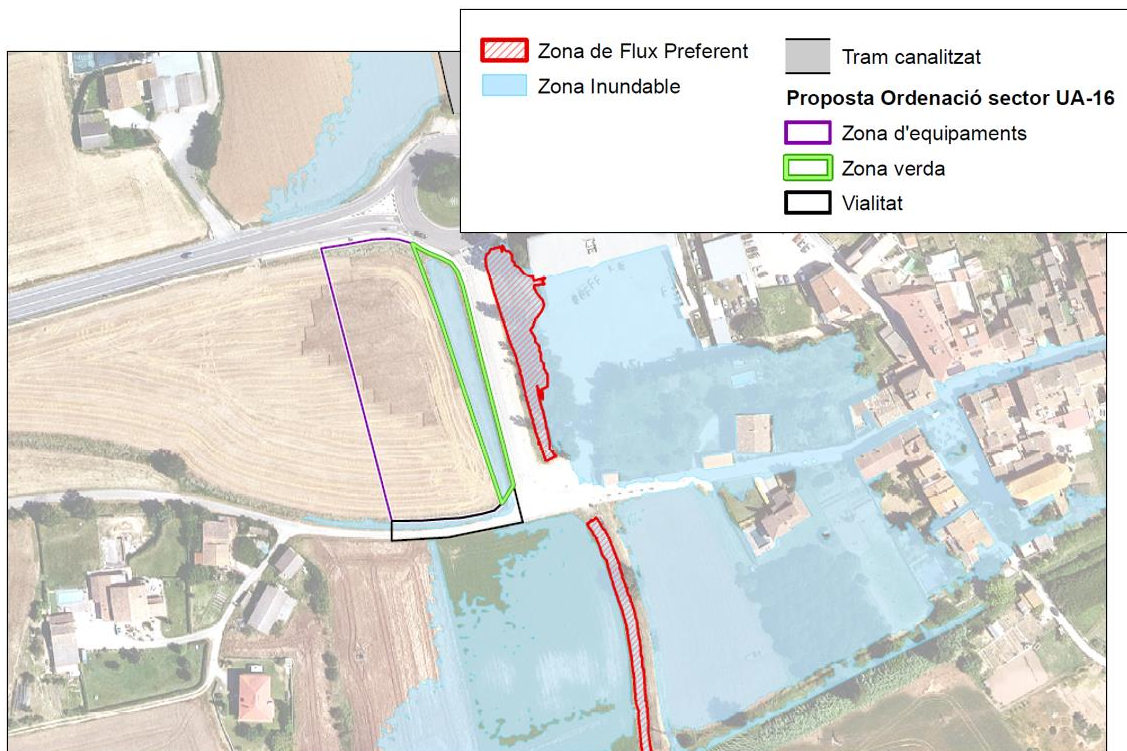 Zona de Flux Preferent
Zona Inundable
Tram canalitzat
Proposta Ordenació sector UA-16
Zona d'equipaments
Zona verda
Vialitat